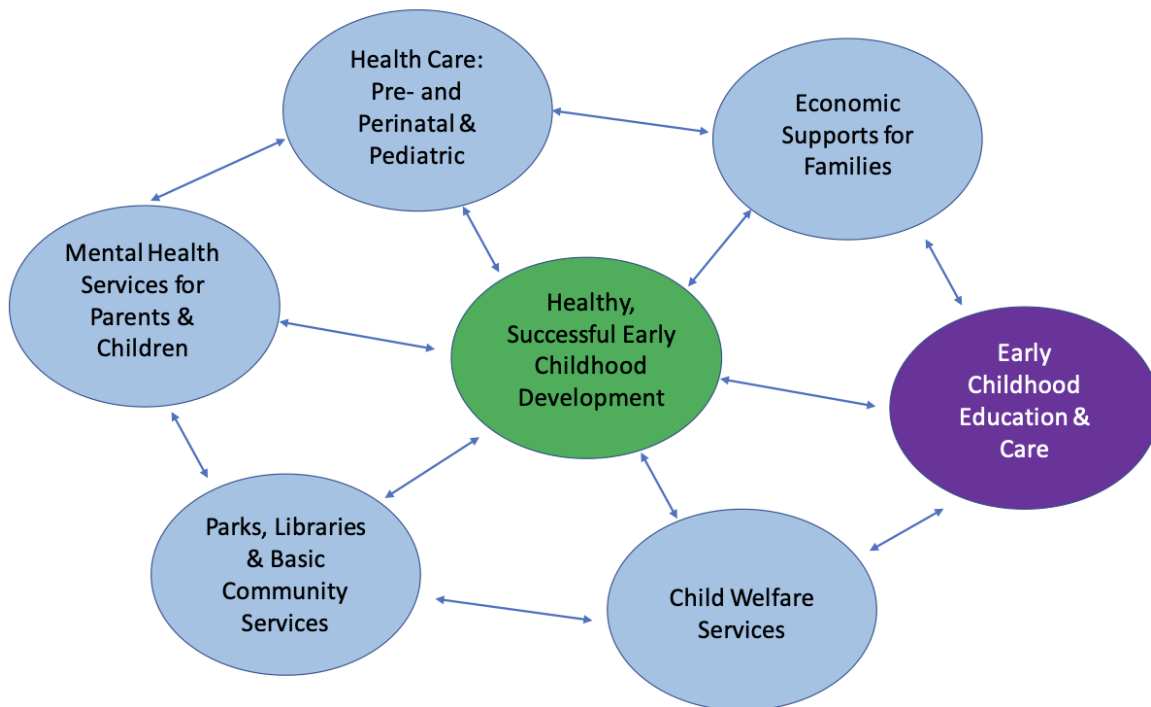 Health Care:
Pre- and
Perinatal &
Pediatric
Economic
Supports for
Families
Mental Health
Services for
Parents &
Children
Healthy,
Successful Early
Childhood
Development
Early
Childhood
Education &
Care
Parks, Libraries
& Basic
Community
Services
Child Welfare
Services